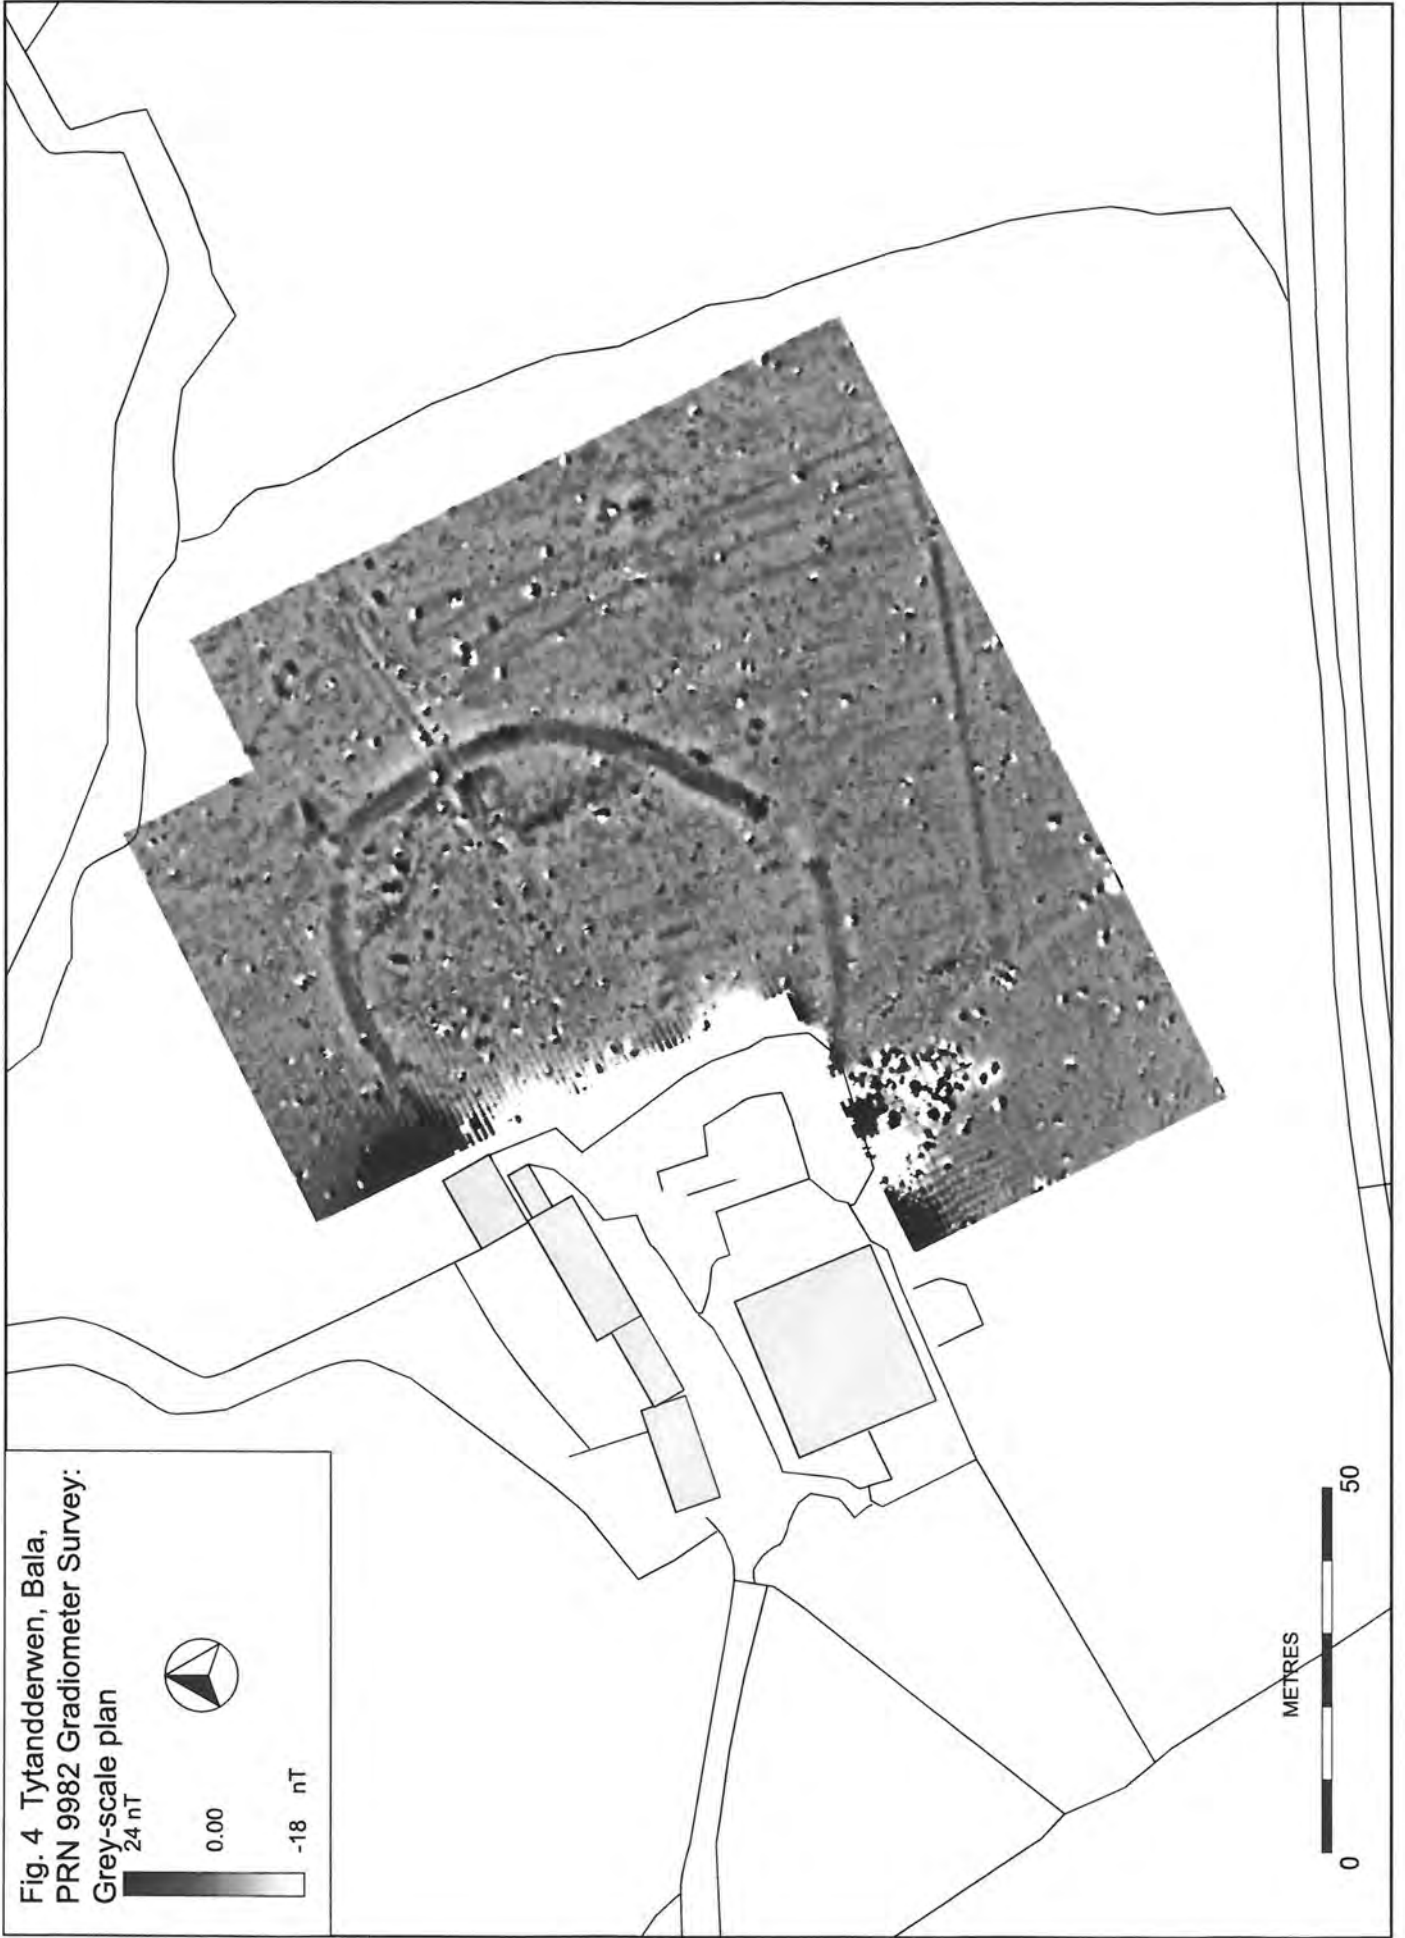 Fig. 4 Tytandderwen, Bala,
PRN 9982 Gradiometer Survey:
Grey-scale plan
24 nT
0.00
-18 nT
METRES
0 50